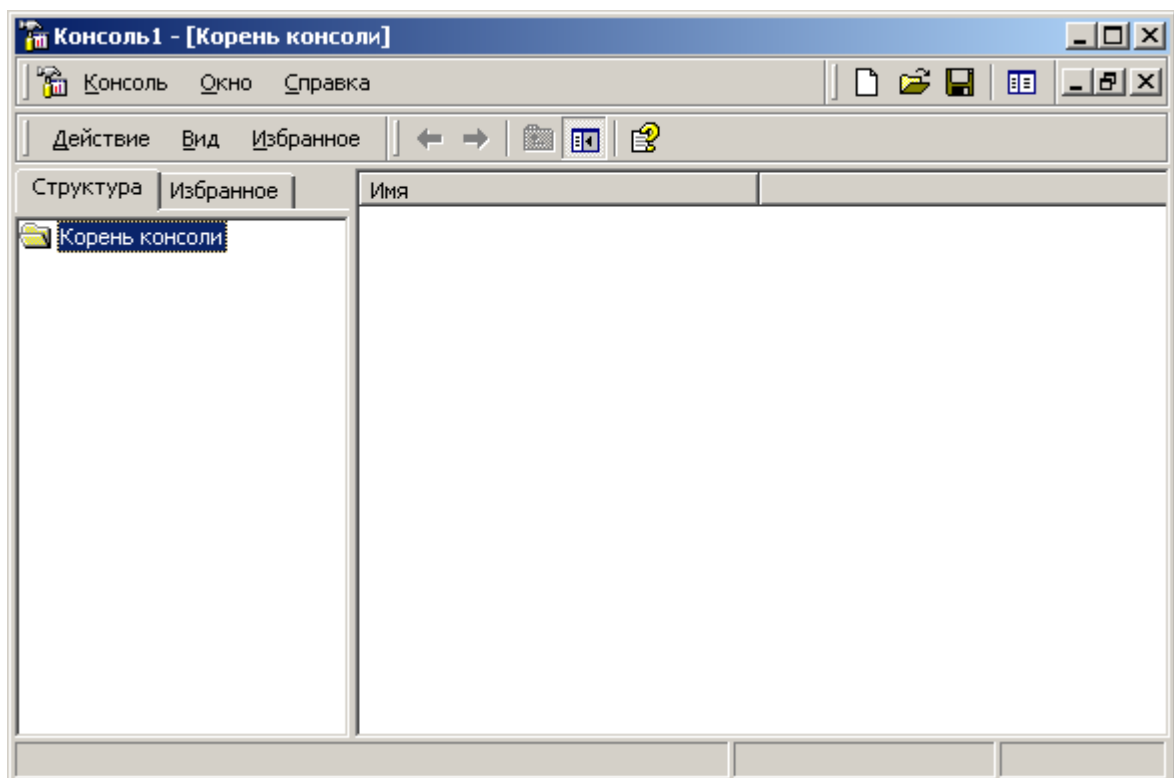 Консоль1 - [Корень консоли]
Консоль Окно Справка
Действие Вид Избранное
Структура Избранное Имя
Корень консоли